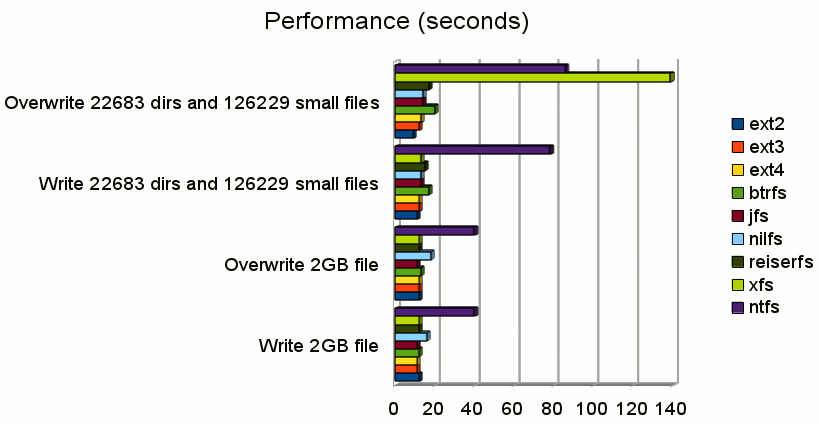 Performance (seconds)
Overwrite 22683 dirs and 126229 small files
Write 22683 dirs and 126229 small files
Overwrite 2GB file
Write 2GB file
0 20 40 60 80 100 120 140
ext2
ext3
ext4
btrfs
jfs
nilfs
reiserfs
xfs
ntfs